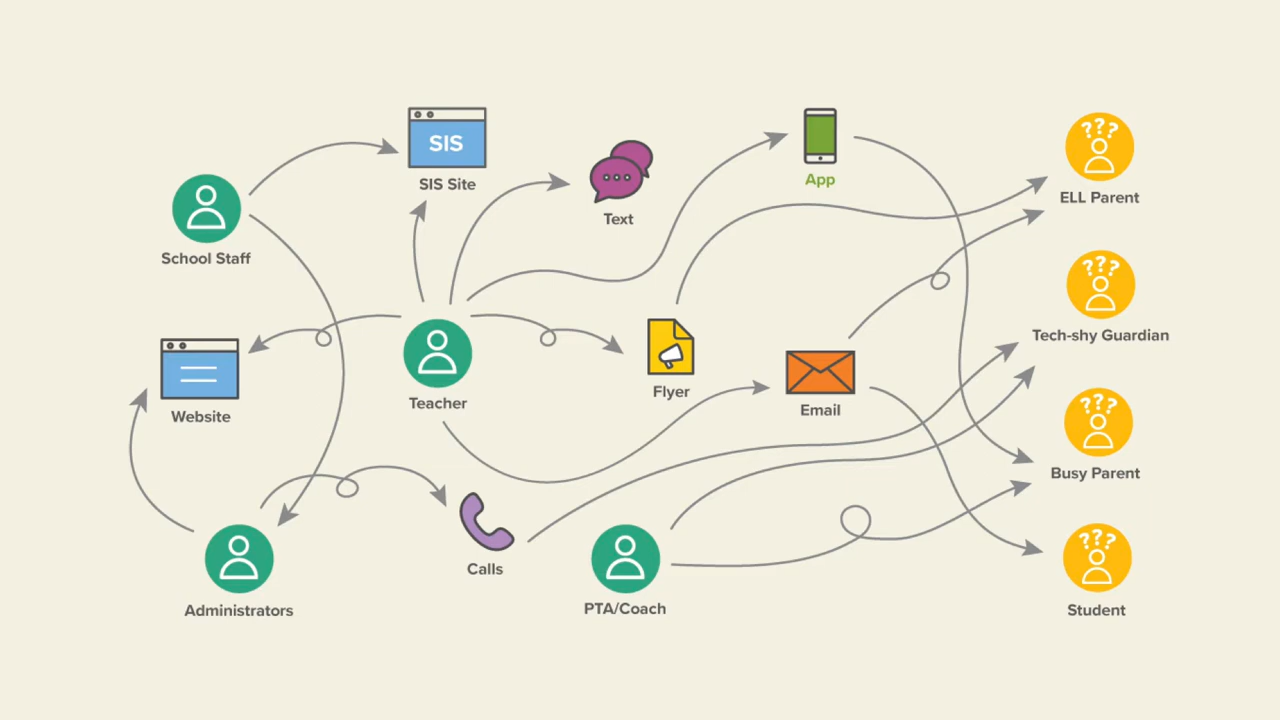 SIS
SIS Site
Text
App
???
ELL Parent
School Staff
???
Tech-shy Guardian
Website
Teacher
Flyer
Email
???
Busy Parent
Calls
Administrators
PTA/Coach
???
Student